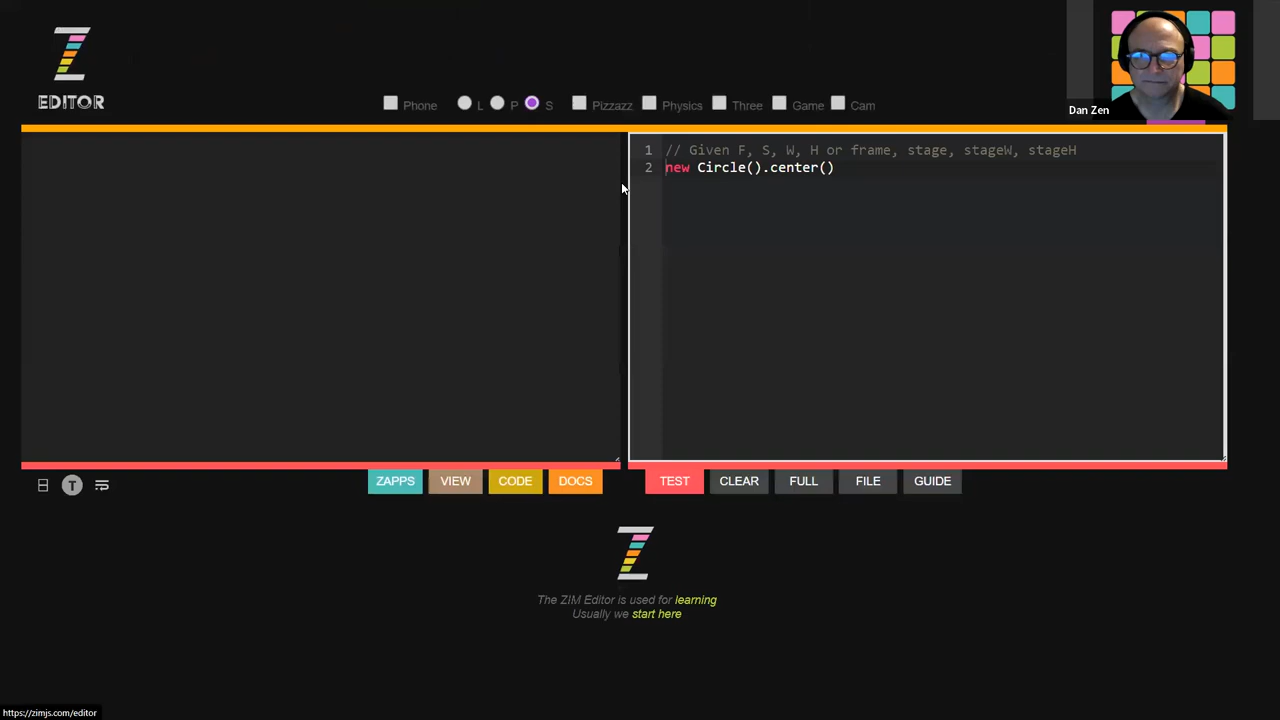 Dan Zen
EDITOR
Phone L P S Pizzazz Physics Three Game Cam
1 // Given F, S, W, H or frame, stage, stageW, stageH
2 new Circle().center()
T
ZAPPS VIEW CODE DOCS TEST CLEAR FULL FILE GUIDE
Z
The ZIM Editor is used for learning
Usually we start here
https://zimjs.com/editor